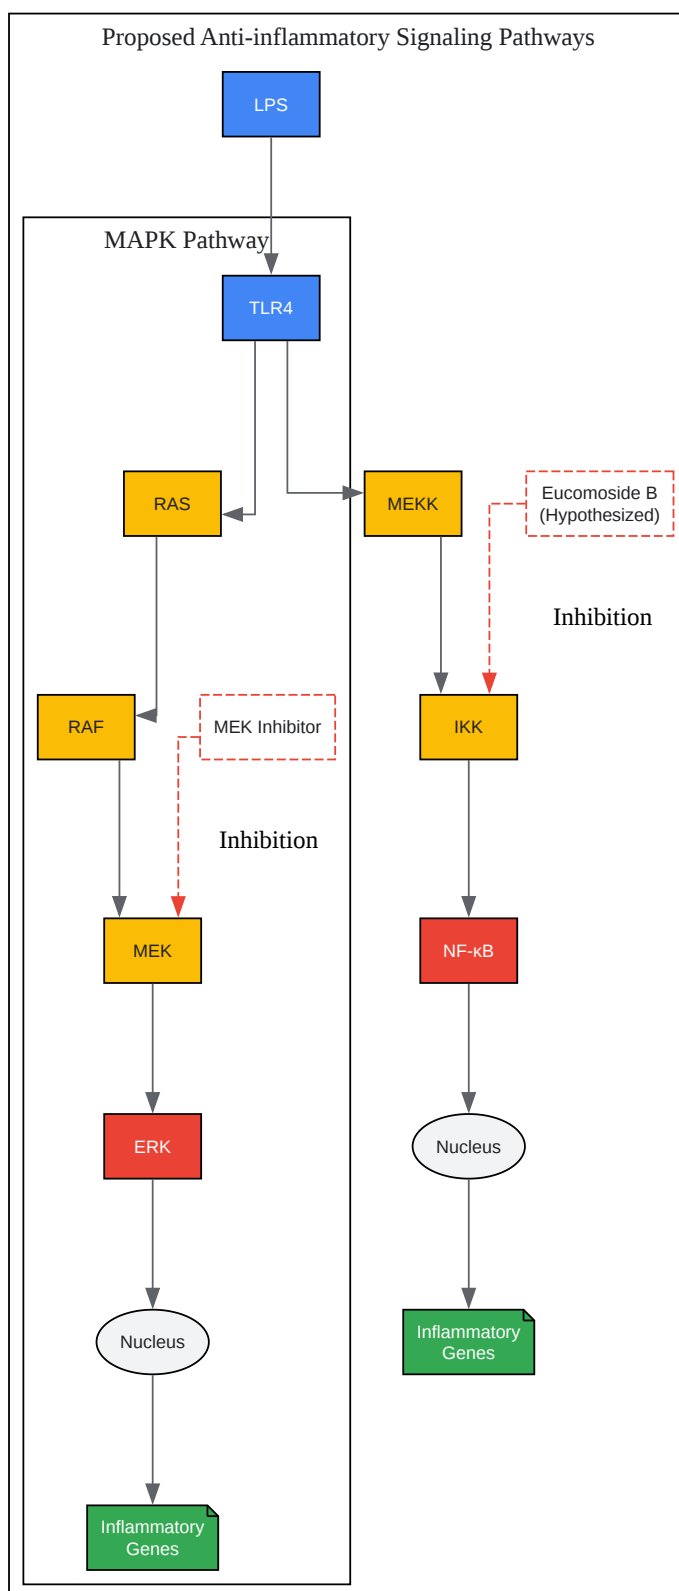 Proposed Anti-inflammatory Signaling Pathways
LPS
MAPK Pathway
TLR4
RAS
MEKK
Eucomoside B
(Hypothesized)
Inhibition
RAF
MEK Inhibitor
IKK
Inhibition
MEK
NF-κB
ERK
Nucleus
Nucleus
Inflammatory
Genes
Inflammatory
Genes